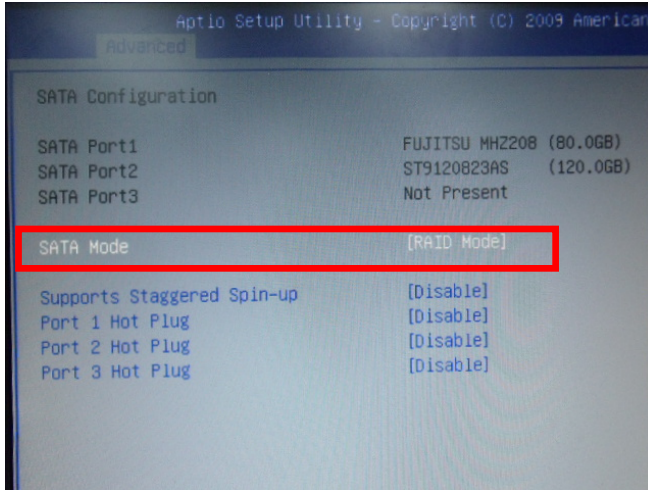 Aptio Setup Utility - Copyright (C) 2009 American
Advanced
SATA Configuration
SATA Port1 FUJITSU MHZ208 (80.0GB)
SATA Port2 ST9120823AS (120.0GB)
SATA Port3 Not Present
SATA Mode [RAID Mode]
Supports Staggered Spin-up [Disable]
Port 1 Hot Plug [Disable]
Port 2 Hot Plug [Disable]
Port 3 Hot Plug [Disable]